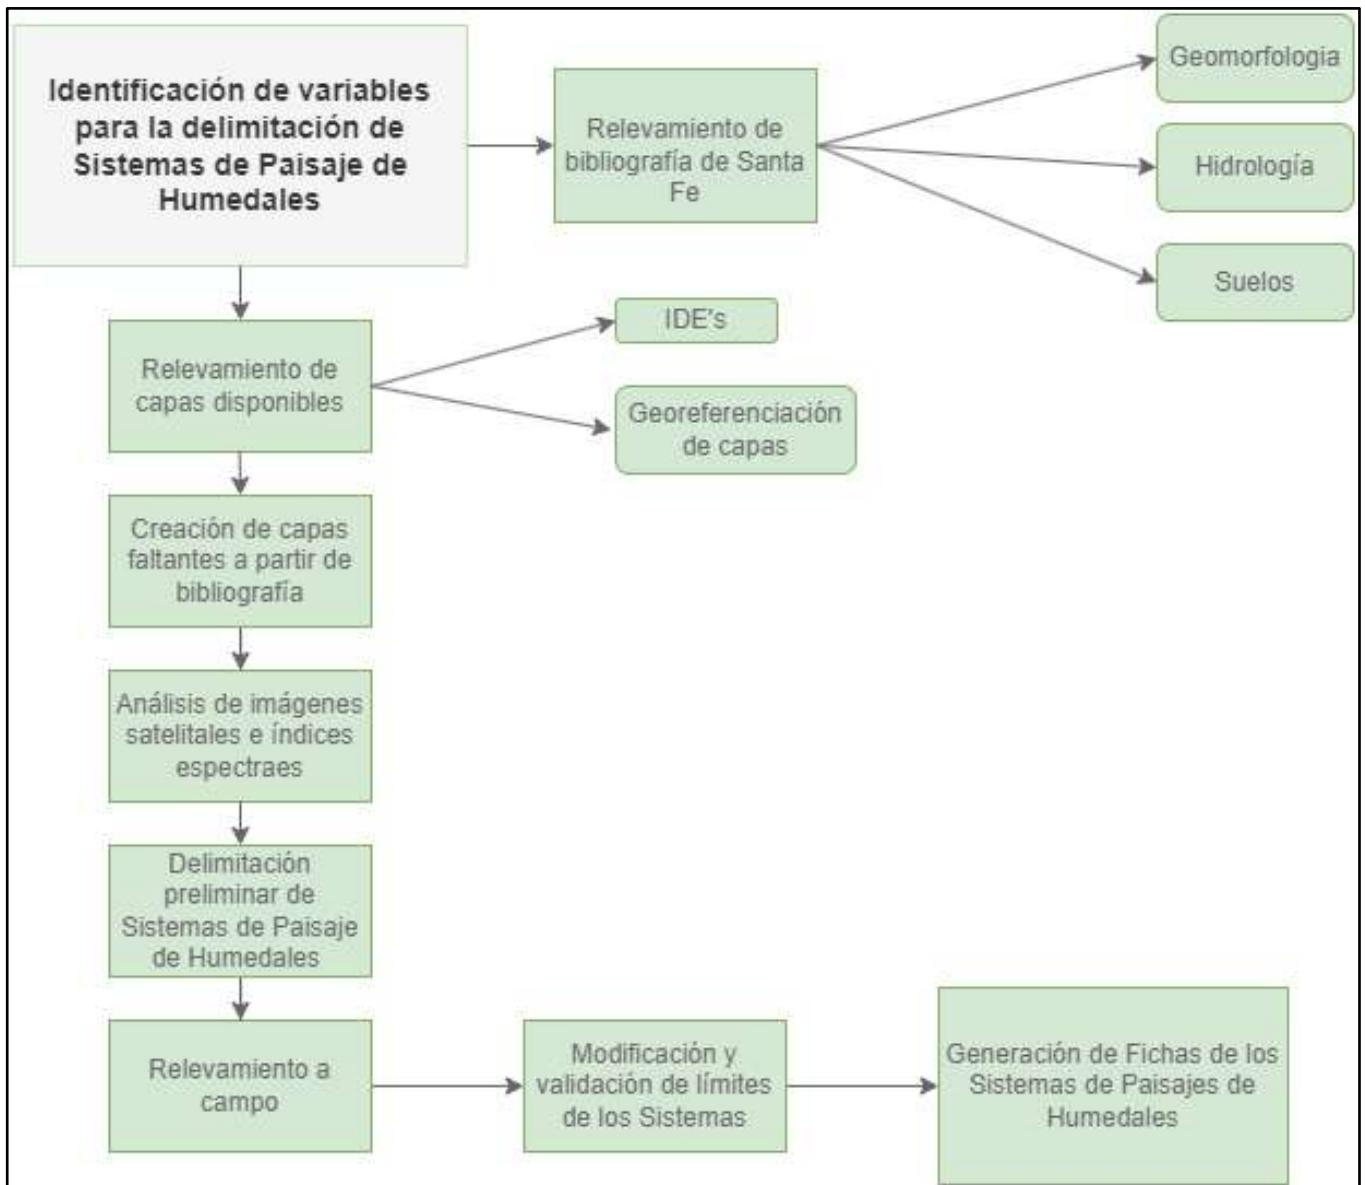 Identificación de variables
para la delimitación de
Sistemas de Paisaje de
Humedales
Relevamiento de
bibliografía de Santa
Fe
Geomorfologia
Hidrología
Suelos
Relevamiento de
capas disponibles
IDE's
Georeferenciación
de capas
Creación de capas
faltantes a partir de
bibliografía
Análisis de imágenes
satelitales e índices
espectraes
Delimitación
preliminar de
Sistemas de Paisaje
de Humedales
Relevamiento a
campo
Modificación y
validación de límites
de los Sistemas
Generación de Fichas de los
Sistemas de Paisajes de
Humedales